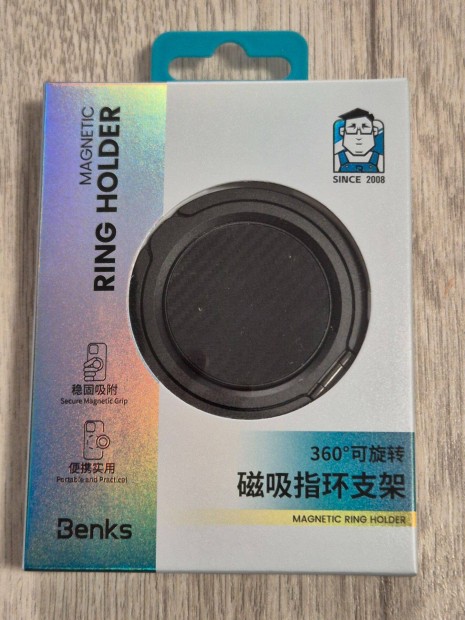 MAGNETIC
RING HOLDER
SINCE 2008
稳固吸附
Secure Magnetic Grip
便携实用
Portable and Practical
360°可旋转
磁吸指环支架
MAGNETIC RING HOLDER
Benks